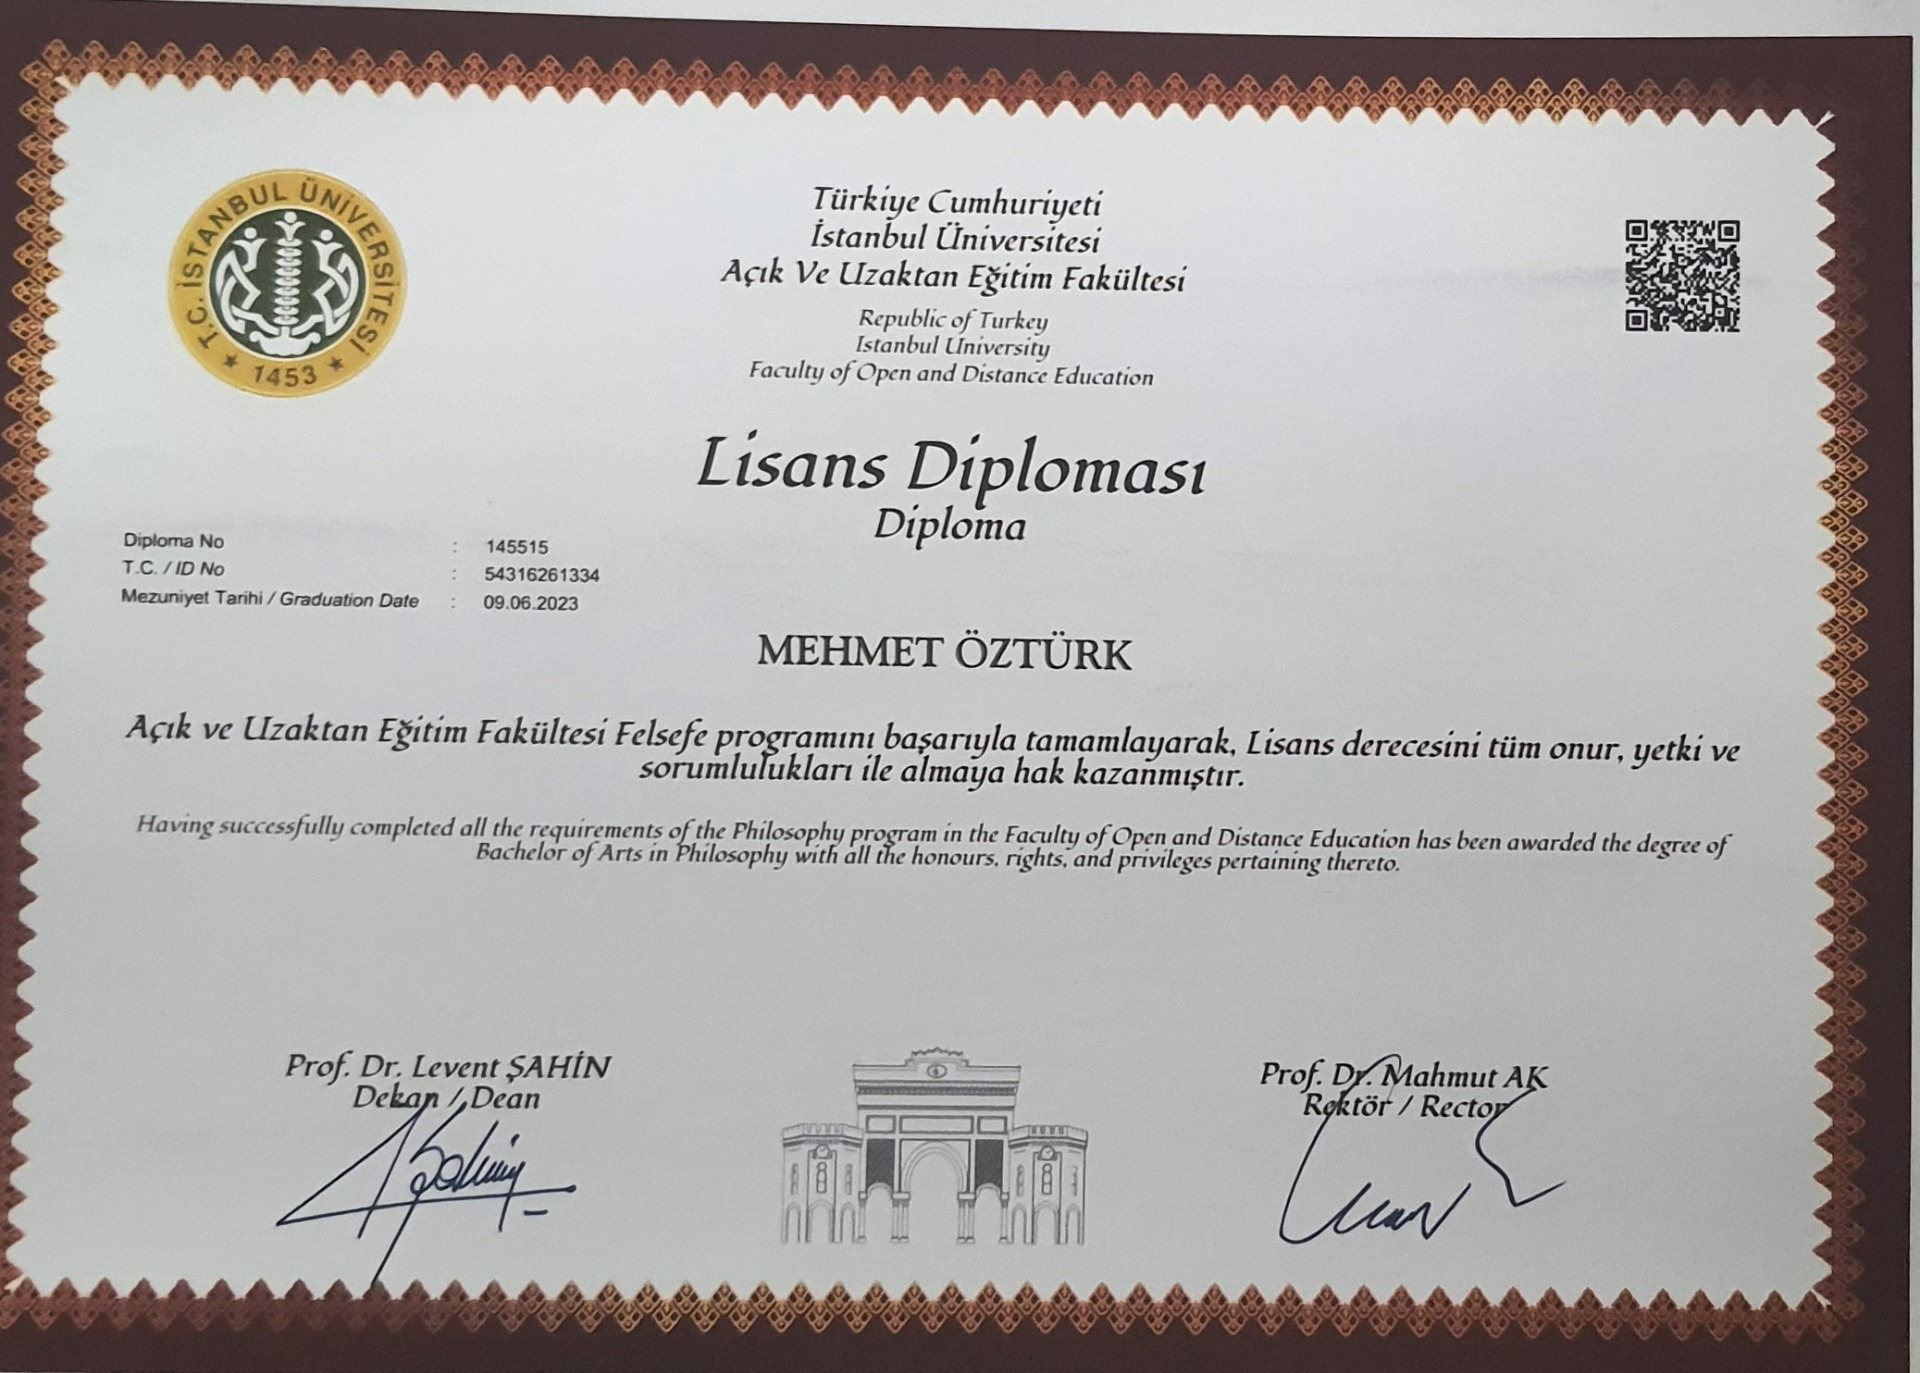 T.C. İSTANBUL ÜNİVERSİTESİ
1453
Türkiye Cumhuriyeti
İstanbul Üniversitesi
Açık Ve Uzaktan Eğitim Fakültesi
Republic of Turkey
Istanbul University
Faculty of Open and Distance Education
Lisans Diploması
Diploma
Diploma No : 145515
T.C. / ID No : 54316261334
Mezuniyet Tarihi / Graduation Date : 09.06.2023
MEHMET ÖZTÜRK
Açık ve Uzaktan Eğitim Fakültesi Felsefe programını başarıyla tamamlayarak, Lisans derecesini tüm onur, yetki ve
sorumlulukları ile almaya hak kazanmıştır.
Having successfully completed all the requirements of the Philosophy program in the Faculty of Open and Distance Education has been awarded the degree of
Bachelor of Arts in Philosophy with all the honours, rights, and privileges pertaining thereto.
Prof. Dr. Levent ŞAHİN
Dekan / Dean
Prof. Dr. Mahmut AK
Rektör / Rector